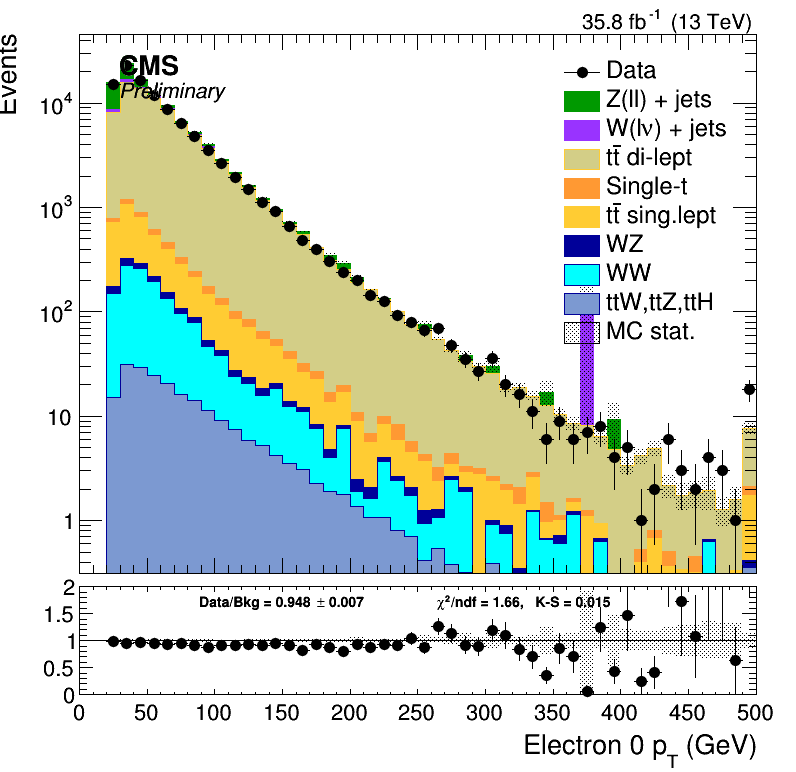 35.8 fb⁻¹ (13 TeV)
Events
CMS
Preliminary
Data
Z(ll) + jets
W(lν) + jets
tt̄ di-lept
Single-t
tt̄ sing.lept
WZ
WW
ttW,ttZ,ttH
MC stat.
10⁴
10³
10²
10
1
Data/Bkg = 0.948 ± 0.007
χ²/ndf = 1.66, K-S = 0.015
2
1.5
1
0.5
0
0 50 100 150 200 250 300 350 400 450 500
Electron 0 p_T (GeV)